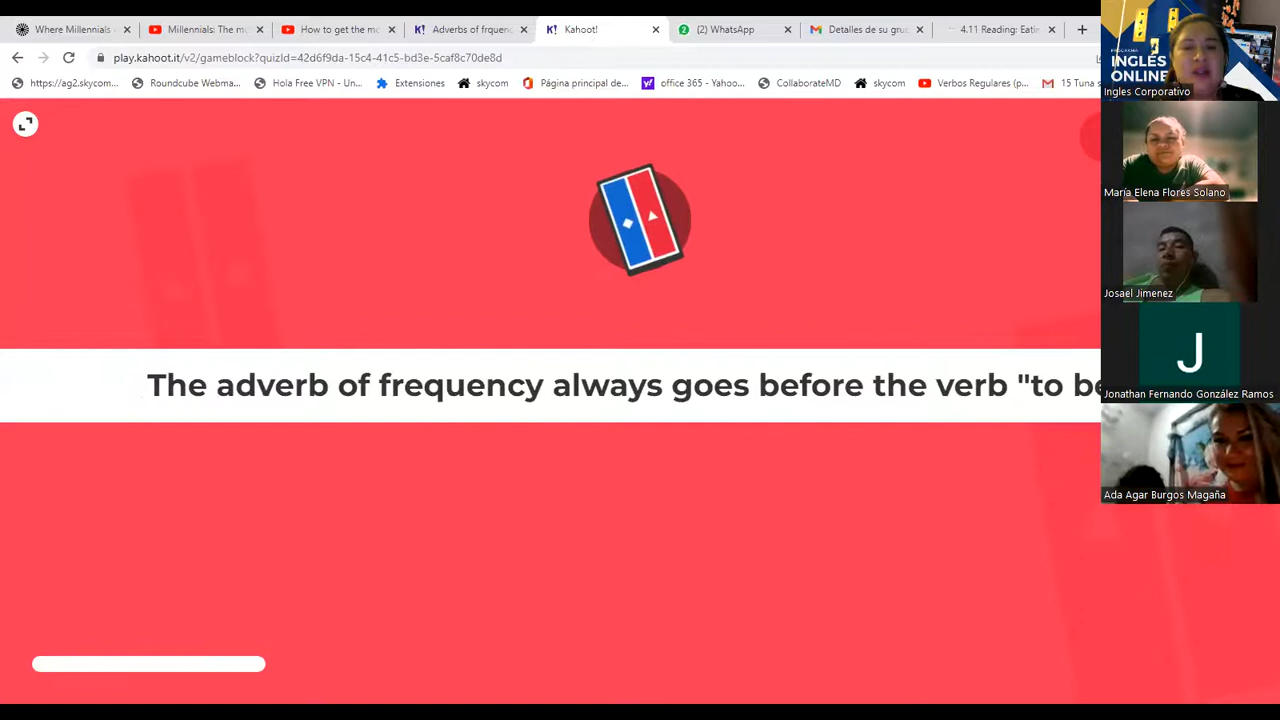 Where Millennials
Millennials: The m
How to get the mo
Adverbs of frequenc
Kahoot!
(2) WhatsApp
Detalles de su gru
4.11 Reading: Eati
play.kahoot.it/v2/gameblock?quizId=42d6f9da-15c4-41c5-bd3e-5caf8c70de8d
https://ag2.skycom...
Roundcube Webma...
Hola Free VPN - Un...
Extensiones
skycom
Página principal de...
office 365 - Yahoo...
CollaborateMD
skycom
Verbos Regulares (p...
15 Tuna s
The adverb of frequency always goes before the verb "to be
INGLÉS
ONLINE
Ingles Corporativo
María Elena Flores Solano
Josael Jimenez
J
Jonathan Fernando González Ramos
Ada Agar Burgos Magaña